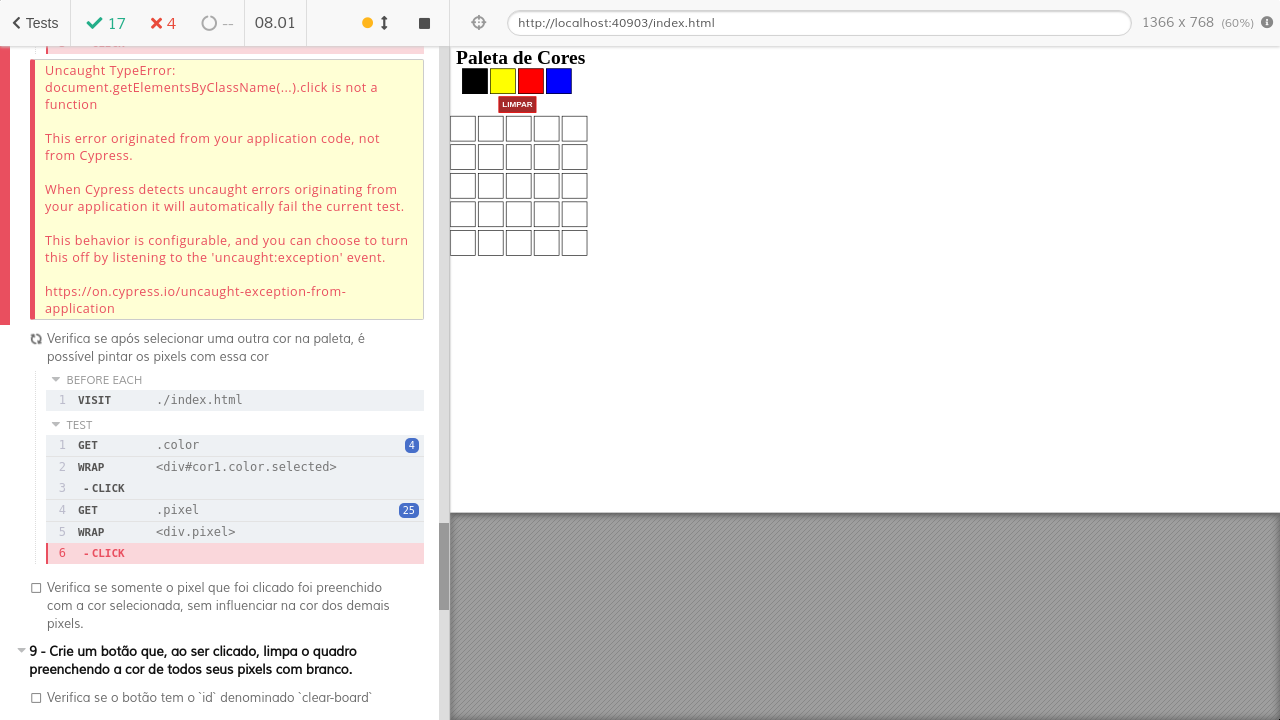 Tests
17
4
--
08.01
http://localhost:40903/index.html
1366 x 768 (60%)
Uncaught TypeError:
document.getElementsByClassName(...).click is not a
function
This error originated from your application code, not
from Cypress.
When Cypress detects uncaught errors originating from
your application it will automatically fail the current test.
This behavior is configurable, and you can choose to turn
this off by listening to the 'uncaught:exception' event.
https://on.cypress.io/uncaught-exception-from-
application
Verifica se após selecionar uma outra cor na paleta, é
possível pintar os pixels com essa cor
BEFORE EACH
1 VISIT ./index.html
TEST
1 GET .color 4
2 WRAP <div#cor1.color.selected>
3 -CLICK
4 GET .pixel 25
5 WRAP <div.pixel>
6 -CLICK
Verifica se somente o pixel que foi clicado foi preenchido
com a cor selecionada, sem influenciar na cor dos demais
pixels.
9 - Crie um botão que, ao ser clicado, limpa o quadro
preenchendo a cor de todos seus pixels com branco.
Verifica se o botão tem o `id` denominado `clear-board`
Paleta de Cores
LIMPAR